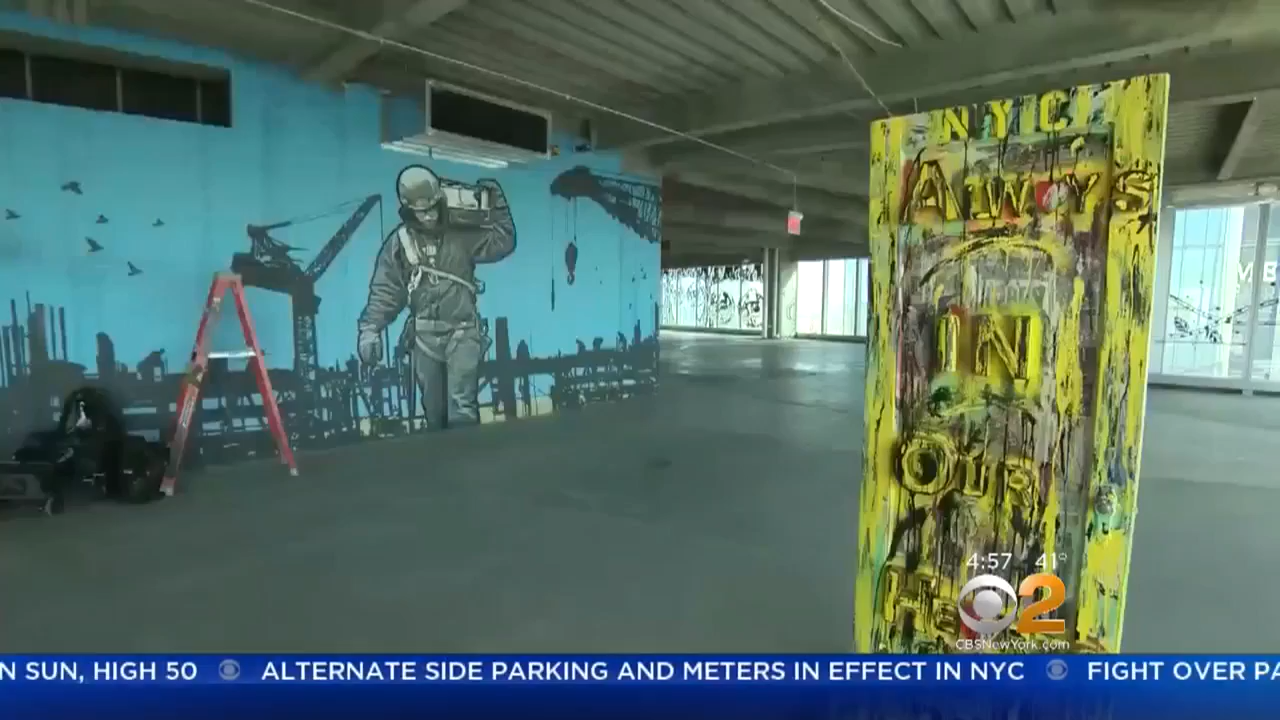 NYC!
ALWAYS
IN
OUR
4:57 41°
2
CBSNewYork.com
N SUN, HIGH 50 ALTERNATE SIDE PARKING AND METERS IN EFFECT IN NYC FIGHT OVER PA